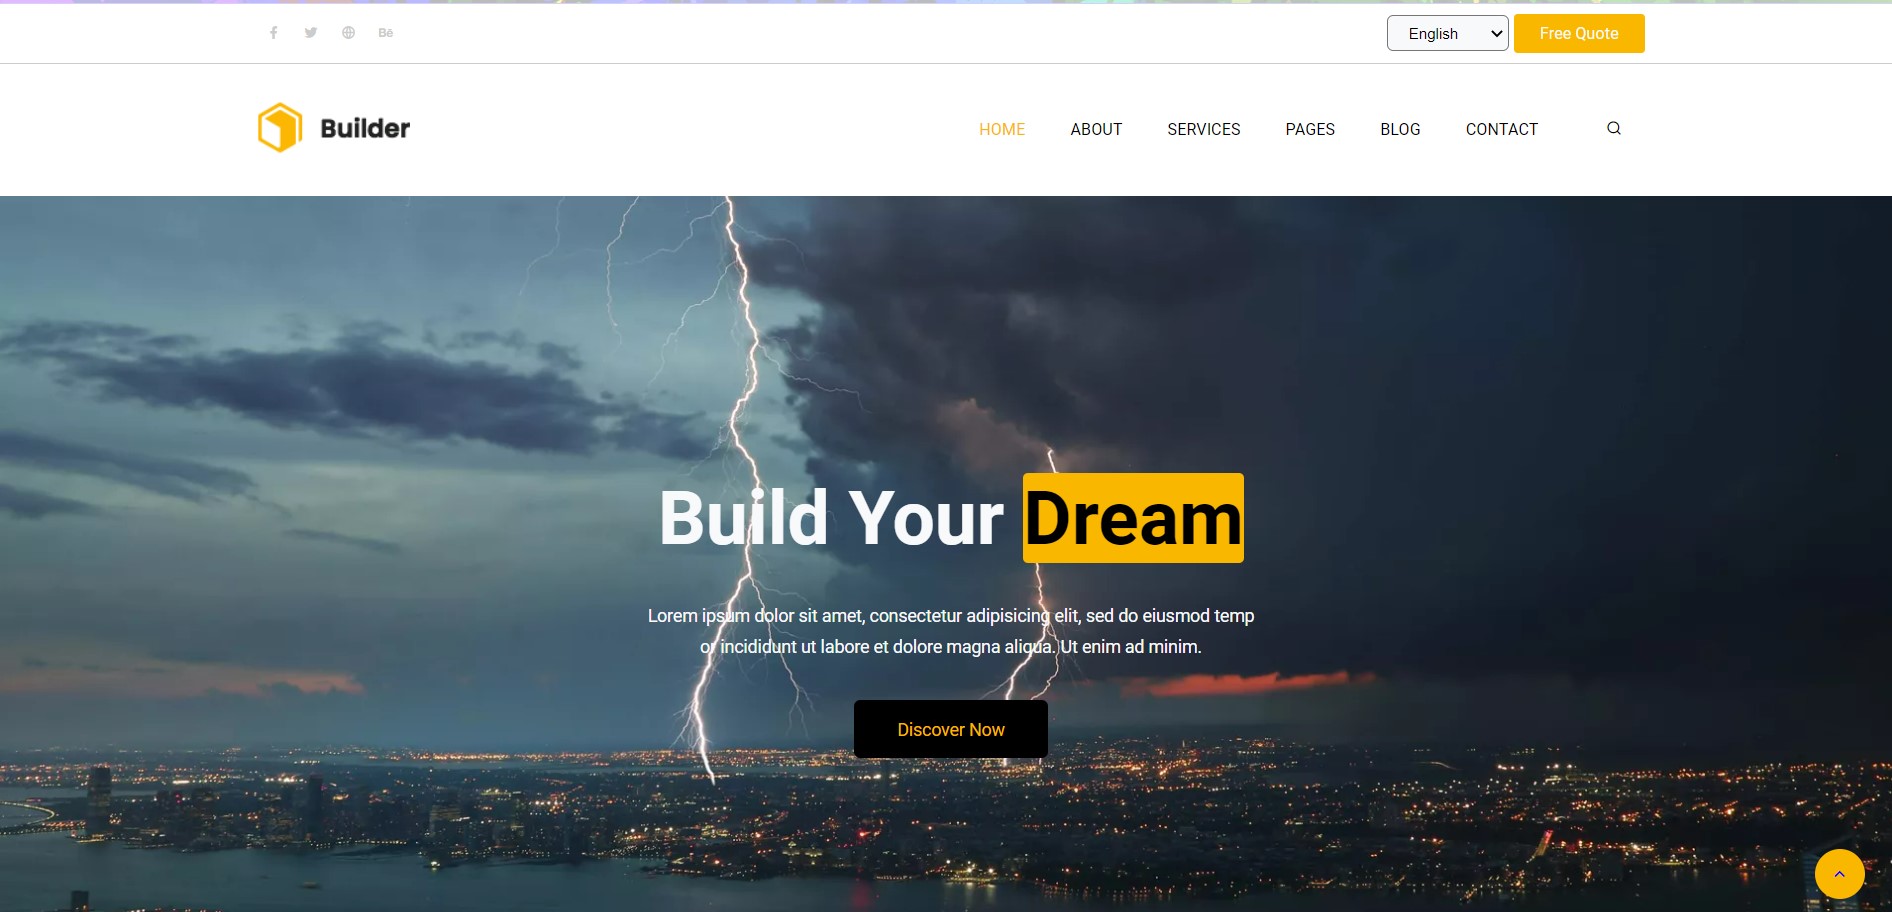 Bē
English
Free Quote
Builder
HOME ABOUT SERVICES PAGES BLOG CONTACT
Build Your Dream
Lorem ipsum dolor sit amet, consectetur adipisicing elit, sed do eiusmod temp
or incididunt ut labore et dolore magna aliqua. Ut enim ad minim.
Discover Now